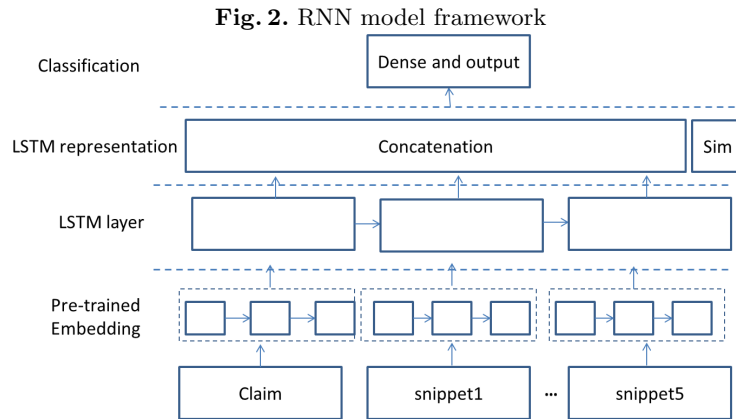 Fig. 2. RNN model framework
Classification
Dense and output
LSTM representation
Concatenation
Sim
LSTM layer
Pre-trained
Embedding
Claim
snippet1
...
snippet5